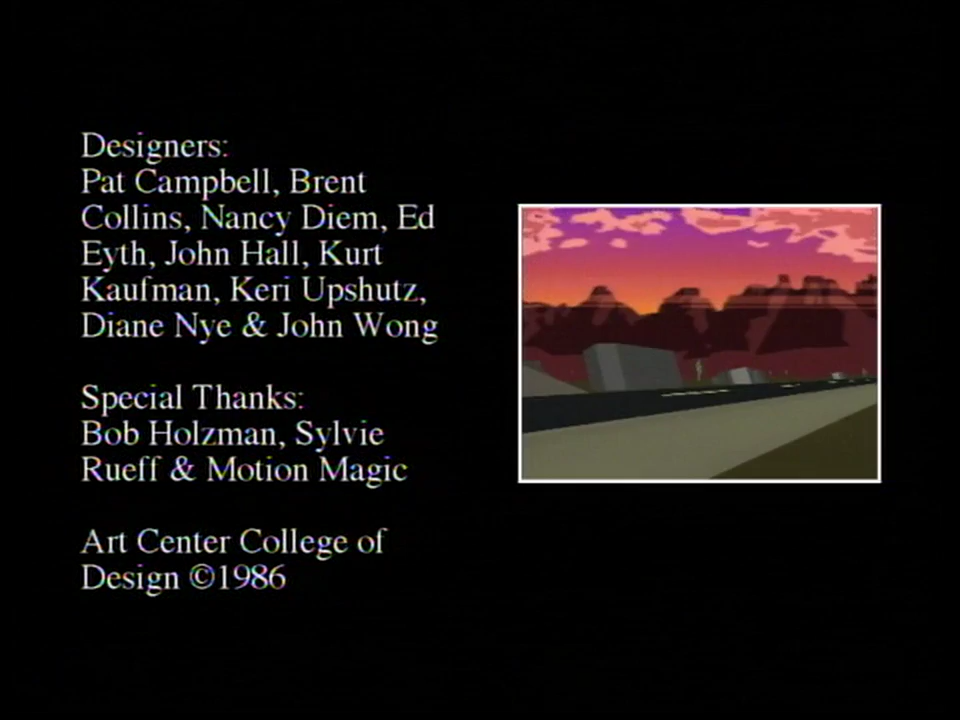 Designers:
Pat Campbell, Brent
Collins, Nancy Diem, Ed
Eyth, John Hall, Kurt
Kaufman, Keri Upshutz,
Diane Nye & John Wong
Special Thanks:
Bob Holzman, Sylvie
Rueff & Motion Magic
Art Center College of
Design ©1986